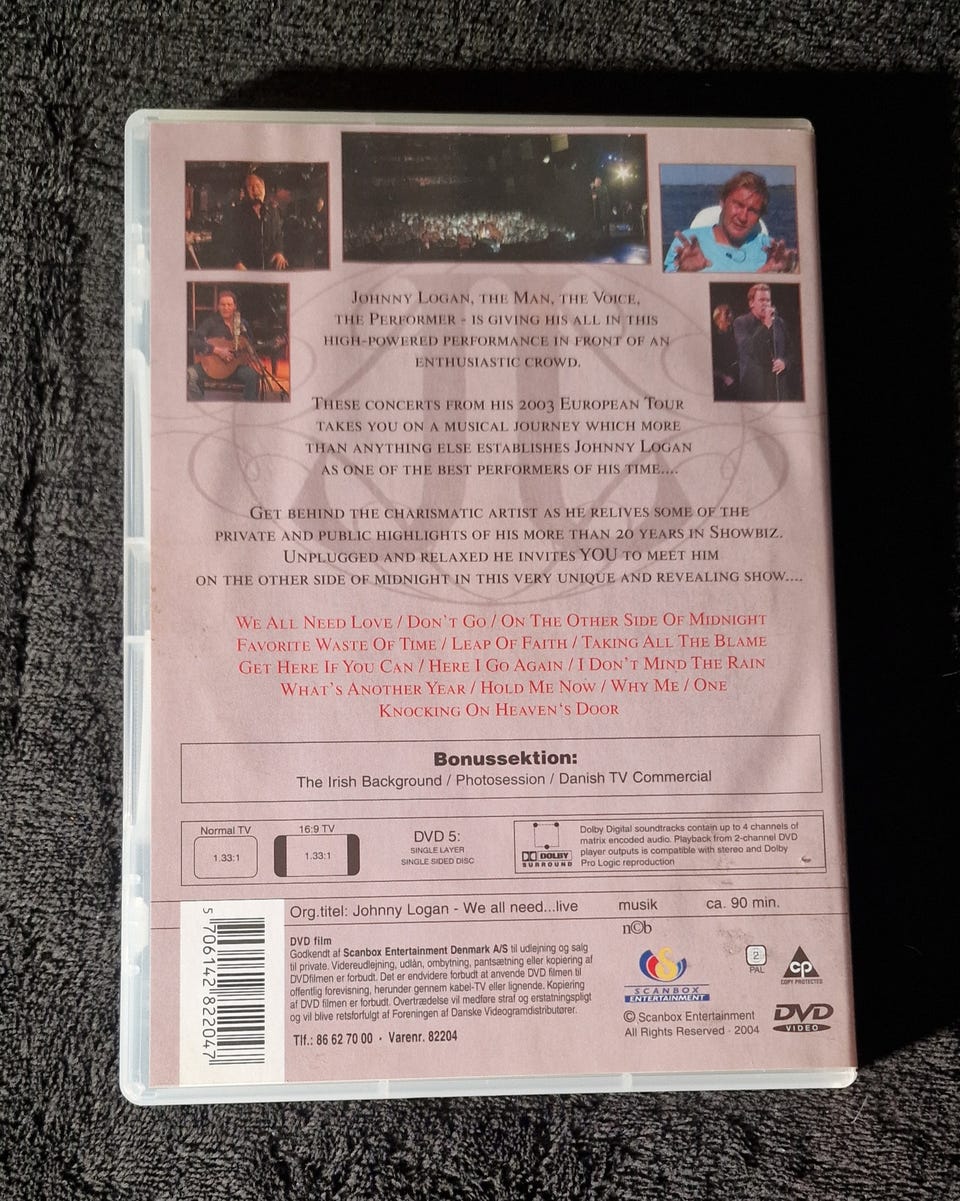 Johnny Logan, the Man, the Voice,
the Performer - is giving his all in this
high-powered performance in front of an
enthusiastic crowd.
These concerts from his 2003 European Tour
takes you on a musical journey which more
than anything else establishes Johnny Logan
as one of the best performers of his time....
Get behind the charismatic artist as he relives some of the
private and public highlights of his more than 20 years in Showbiz.
Unplugged and relaxed he invites YOU to meet him
on the other side of midnight in this very unique and revealing show....
We All Need Love / Don't Go / On The Other Side Of Midnight
Favorite Waste Of Time / Leap Of Faith / Taking All The Blame
Get Here If You Can / Here I Go Again / I Don't Mind The Rain
What's Another Year / Hold Me Now / Why Me / One
Knocking On Heaven's Door
Bonussektion:
The Irish Background / Photosession / Danish TV Commercial
Normal TV
1.33:1
16:9 TV
1.33:1
DVD 5:
SINGLE LAYER
SINGLE SIDED DISC
DOLBY
SURROUND
Dolby Digital soundtracks contain up to 4 channels of
matrix encoded audio. Playback from 2-channel DVD
player outputs is compatible with stereo and Dolby
Pro Logic reproduction
Org.titel: Johnny Logan - We all need...live musik ca. 90 min.
n©b
5 706142 822047
DVD film
Godkendt af Scanbox Entertainment Denmark A/S til udlejning og salg
til private. Videreudlejning, udlån, ombytning, pantsætning eller kopiering af
DVDfilmen er forbudt. Det er endvidere forbudt at anvende DVD filmen til
offentlig forevisning, herunder gennem kabel-TV eller lignende. Kopiering
af DVD filmen er forbudt. Overtrædelse vil medføre straf og erstatningspligt
og vil blive retsforfulgt af Foreningen af Danske Videogramdistributører.
Tlf.: 86 62 70 00 · Varenr. 82204
S
SCANBOX
ENTERTAINMENT
2
PAL
CP
COPY PROTECTED
© Scanbox Entertainment
All Rights Reserved · 2004
DVD
VIDEO